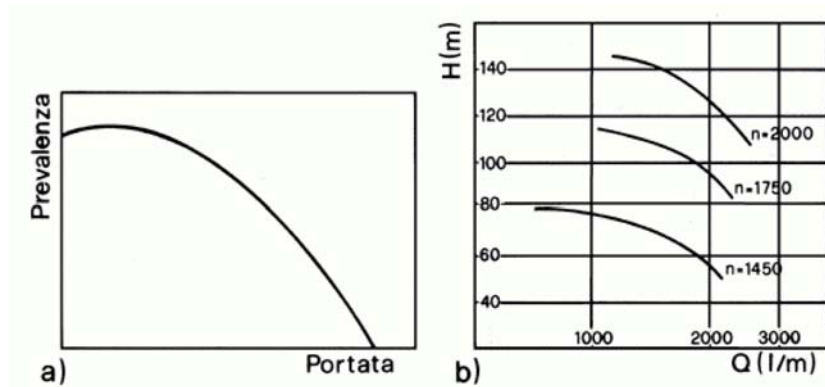 Prevalenza
a)
Portata
H(m)
140
120
100
80
60
40
n=2000
n=1750
n=1450
1000
2000
3000
b)
Q(l/m)